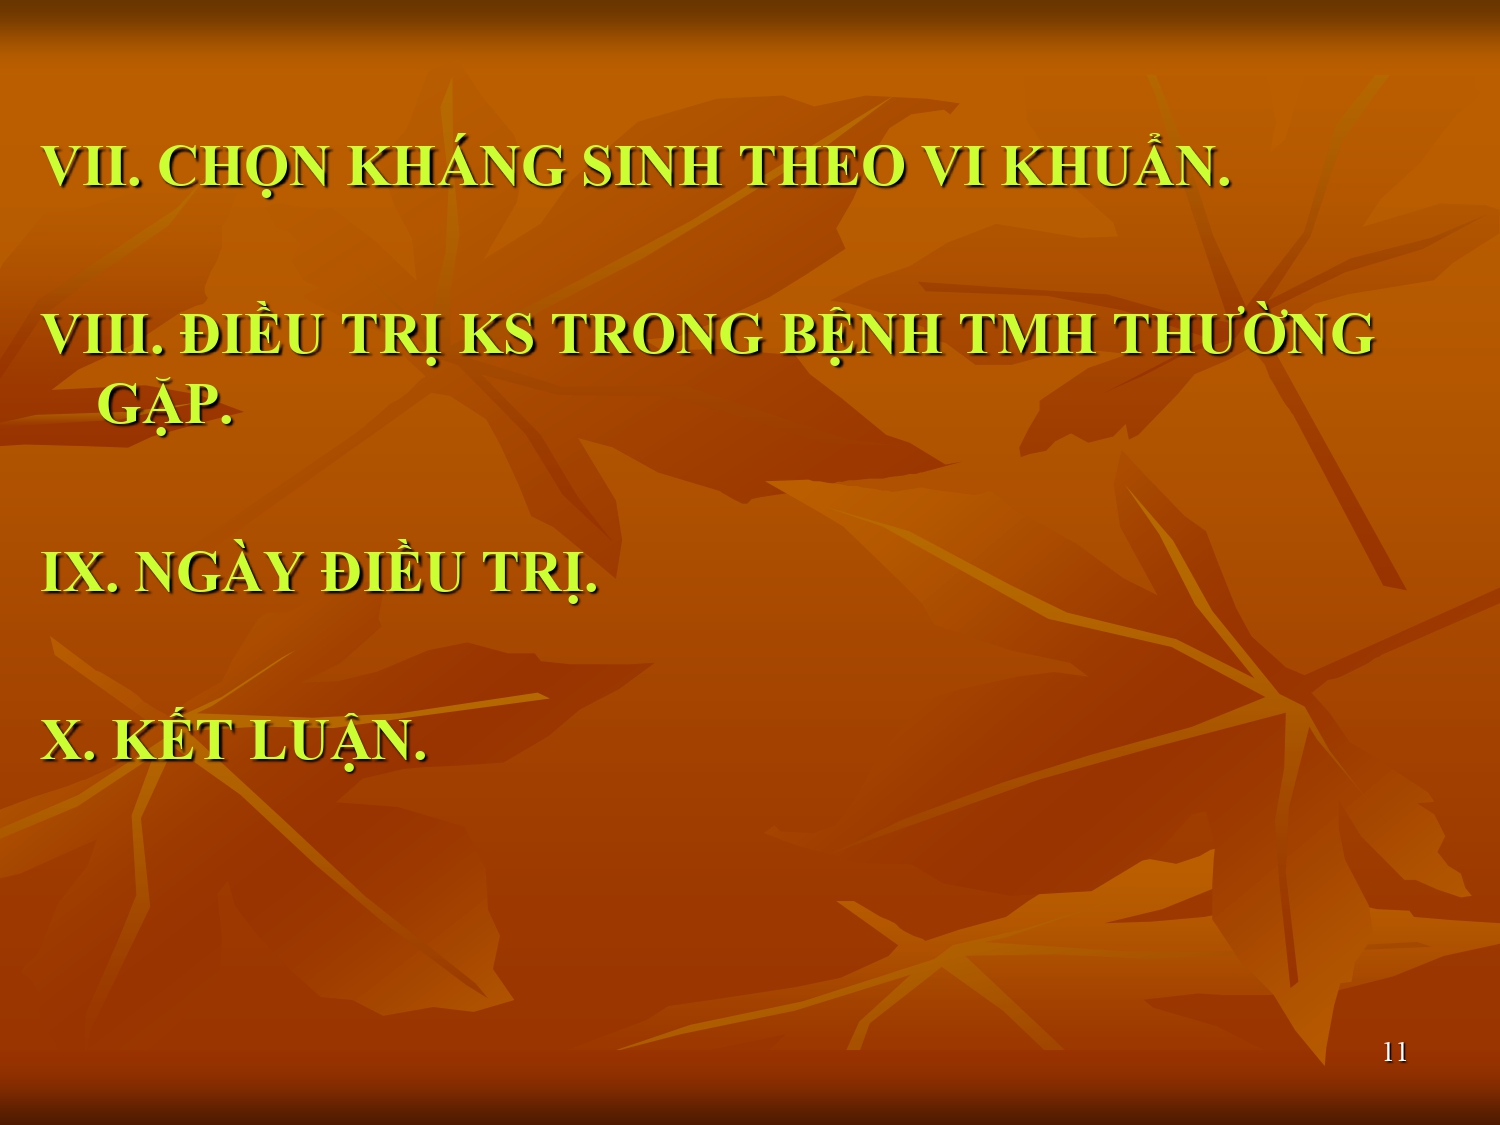 VII. CHỌN KHÁNG SINH THEO VI KHUẨN.
VIII. ĐIỀU TRỊ KS TRONG BỆNH TMH THƯỜNG
GẶP.
IX. NGÀY ĐIỀU TRỊ.
X. KẾT LUẬN.
11